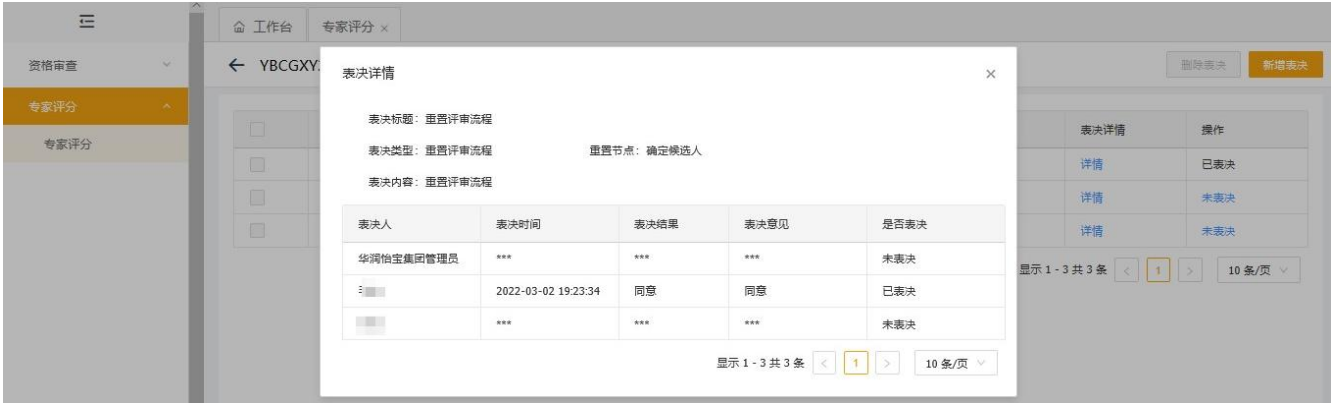 工作台
专家评分
资格审查
专家评分
专家评分
YBCGXY
删除表决
新增表决
表决详情
表决标题：重置评审流程
表决类型：重置评审流程 重置节点：确定候选人
表决内容：重置评审流程
表决人 表决时间 表决结果 表决意见 是否表决
华润怡宝集团管理员 *** *** *** 未表决
2022-03-02 19:23:34 同意 同意 已表决
*** *** *** 未表决
显示 1 - 3 共 3 条 < 1 > 10 条/页
表决详情 操作
详情 已表决
详情 未表决
详情 未表决
显示 1 - 3 共 3 条 < 1 > 10 条/页